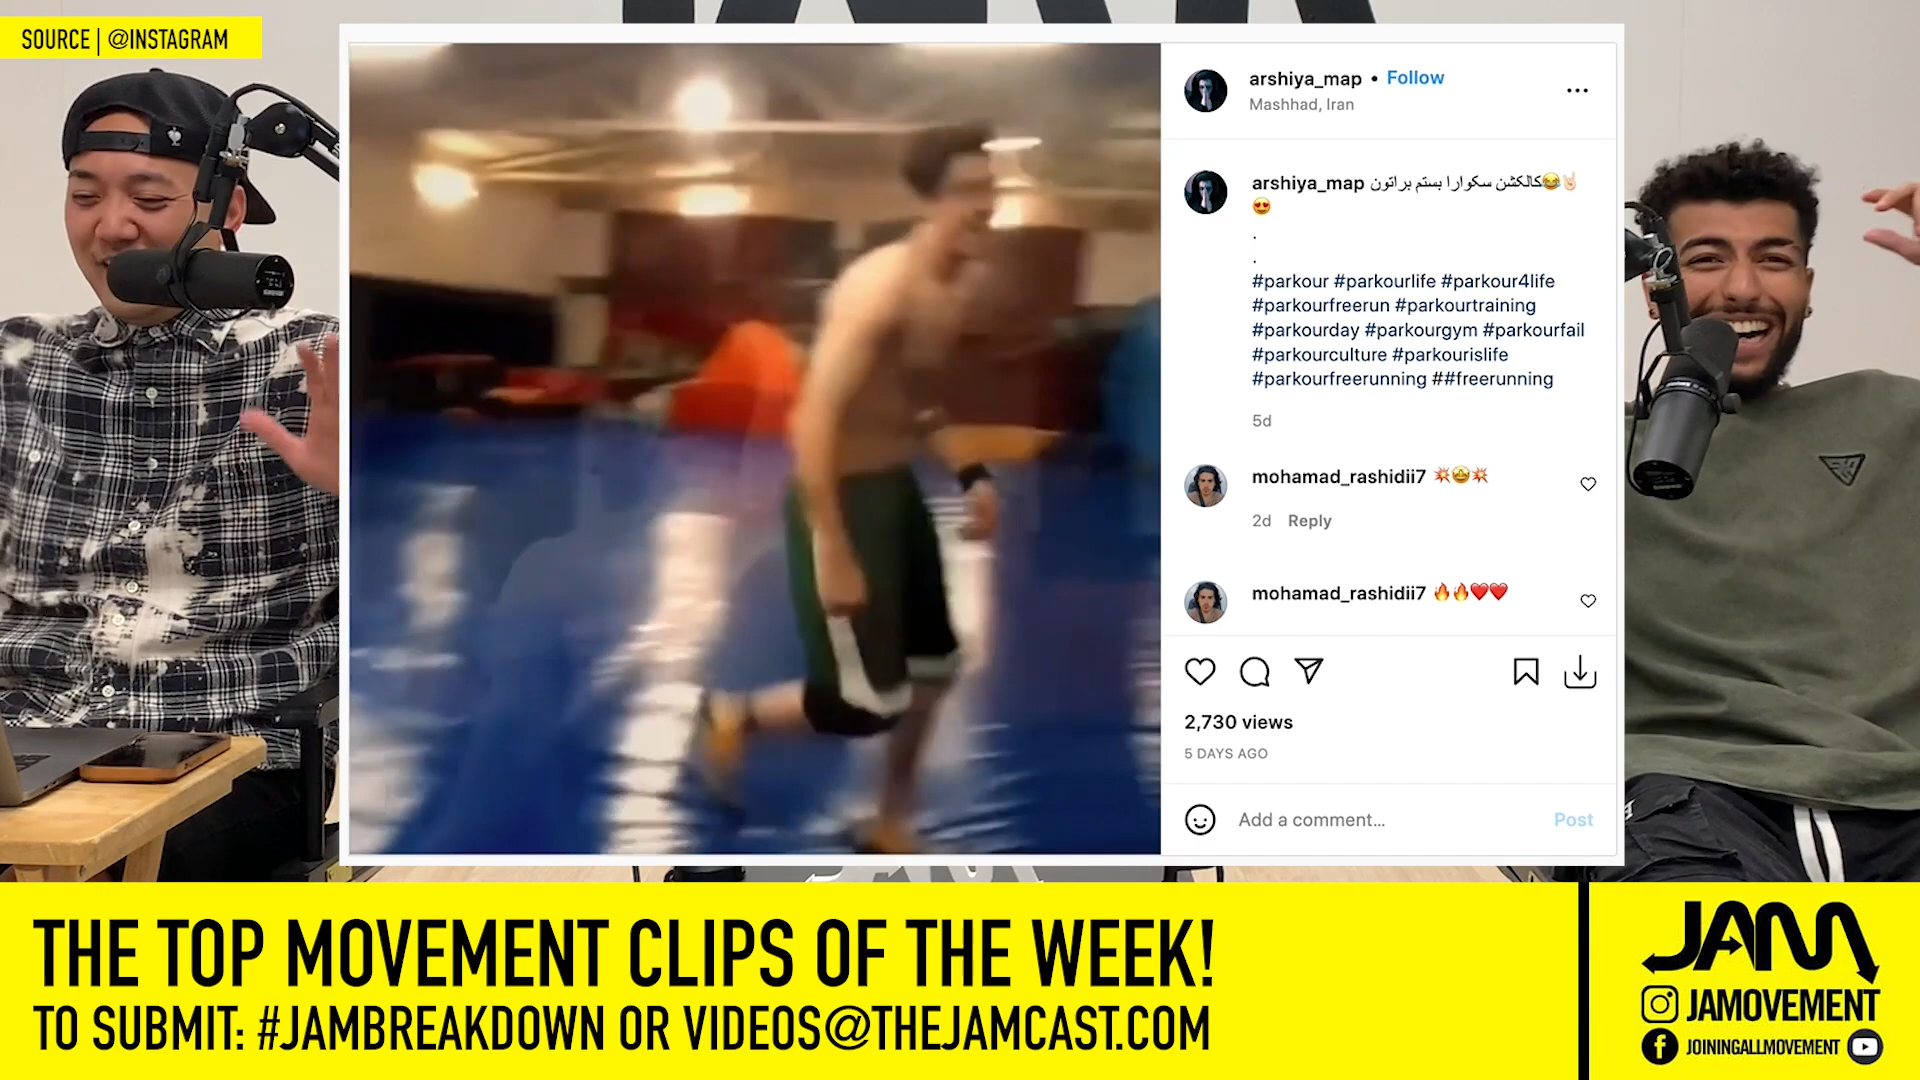 SOURCE | @INSTAGRAM
arshiya_map • Follow
Mashhad, Iran
arshiya_map کالکشن سکوارا بستم براتون😂🤘🏻
😍
.
.
#parkour #parkourlife #parkour4life
#parkourfreerun #parkourtraining
#parkourday #parkourgym #parkourfail
#parkourculture #parkourislife
#parkourfreerunning ##freerunning
5d
mohamad_rashidii7 💥🤩💥
2d Reply
mohamad_rashidii7 🔥🔥❤️❤️
2,730 views
5 DAYS AGO
Add a comment... Post
THE TOP MOVEMENT CLIPS OF THE WEEK!
TO SUBMIT: #JAMBREAKDOWN OR VIDEOS@THEJAMCAST.COM
JAM
JAMOVEMENT
JOININGALLMOVEMENT